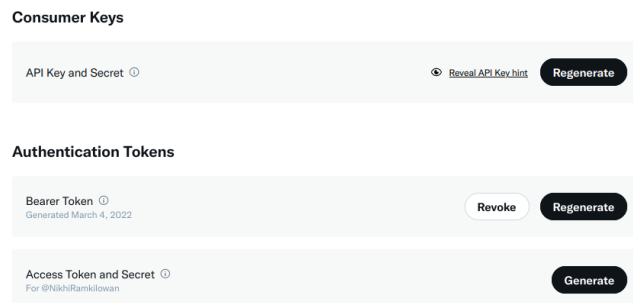 Consumer Keys
API Key and Secret
Reveal API Key hint
Regenerate
Authentication Tokens
Bearer Token
Generated March 4, 2022
Revoke
Regenerate
Access Token and Secret
For @NikhiRamkilowan
Generate